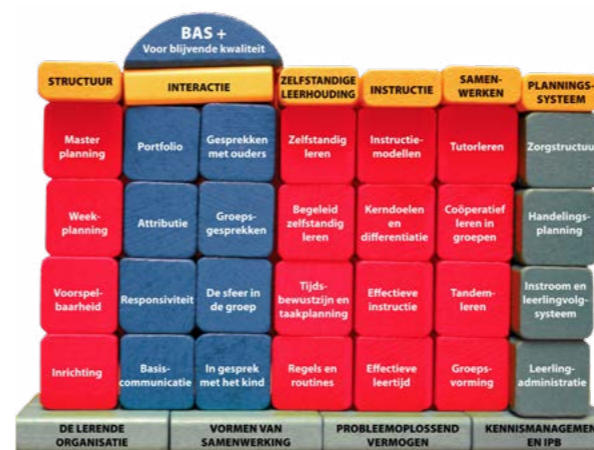 BAS +
Voor blijvende kwaliteit
STRUCTUUR
INTERACTIE
ZELFSTANDIGE
LEERHOUDING
INSTRUCTIE
SAMEN-
WERKEN
PLANNINGS-
SYSTEEM
Master
planning
Portfolio
Gesprekken
met ouders
Zelfstandig
leren
Instructie-
modellen
Tutorleren
Zorgstructuu
Week-
planning
Attributie
Groeps-
gesprekken
Begeleid
zelfstandig
leren
Kerndoelen
en
differentiatie
Coöperatief
leren in
groepen
Handelings-
planning
Voorspel-
baarheid
Responsiviteit
De sfeer in
de groep
Tijds-
bewustzijn en
taakplanning
Effectieve
instructie
Tandem-
leren
Instroom en
leerlingvolg-
systeem
Inrichting
Basis-
communicatie
In gesprek
met het kind
Regels en
routines
Effectieve
leertijd
Groeps-
vorming
Leerling-
administratie
DE LERENDE
ORGANISATIE
VORMEN VAN
SAMENWERKING
PROBLEEMOPLOSSEND
VERMOGEN
KENNISMANAGEMEN
EN IPB